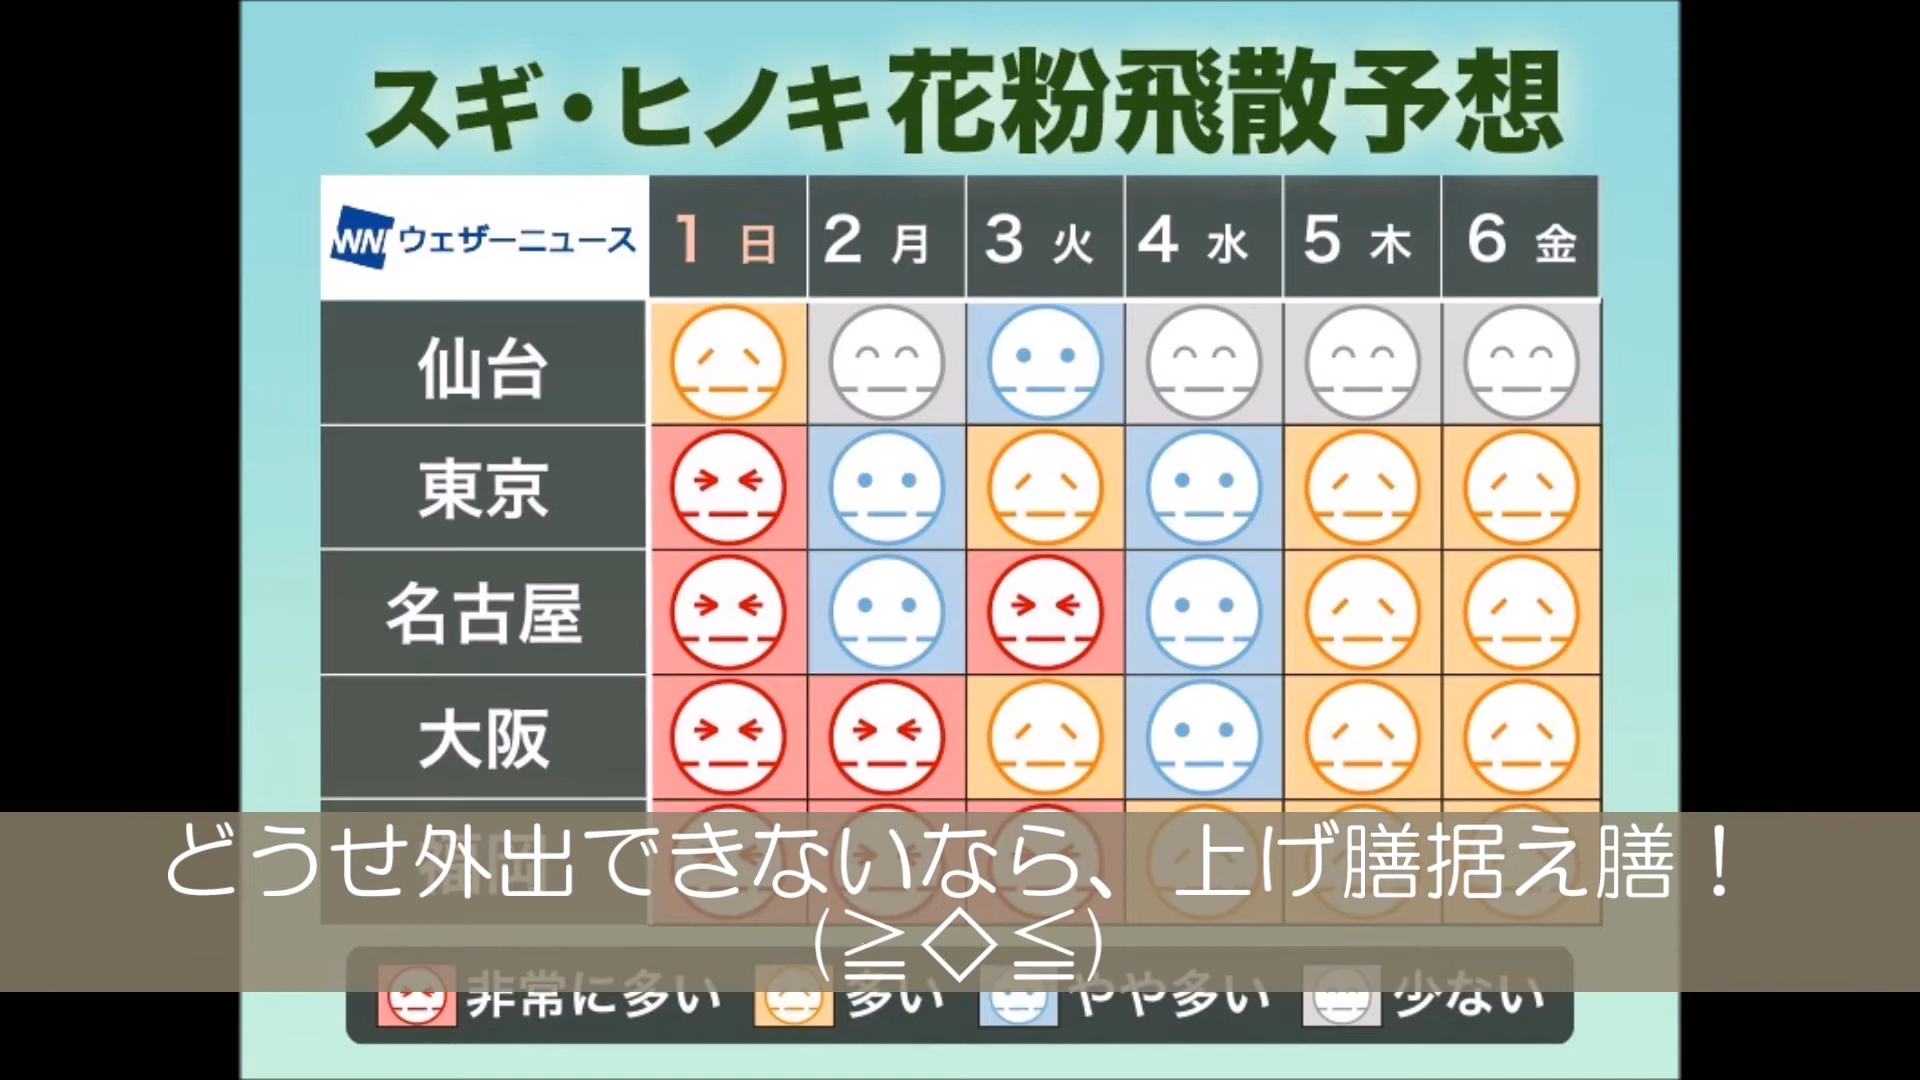 スギ・ヒノキ花粉飛散予想
WN ウェザーニュース 1 日 2 月 3 火 4 水 5 木 6 金
仙台
東京
名古屋
大阪
福岡
どうせ外出できないなら、上げ膳据え膳！
(≧◇≦)
非常に多い 多い やや多い 少ない